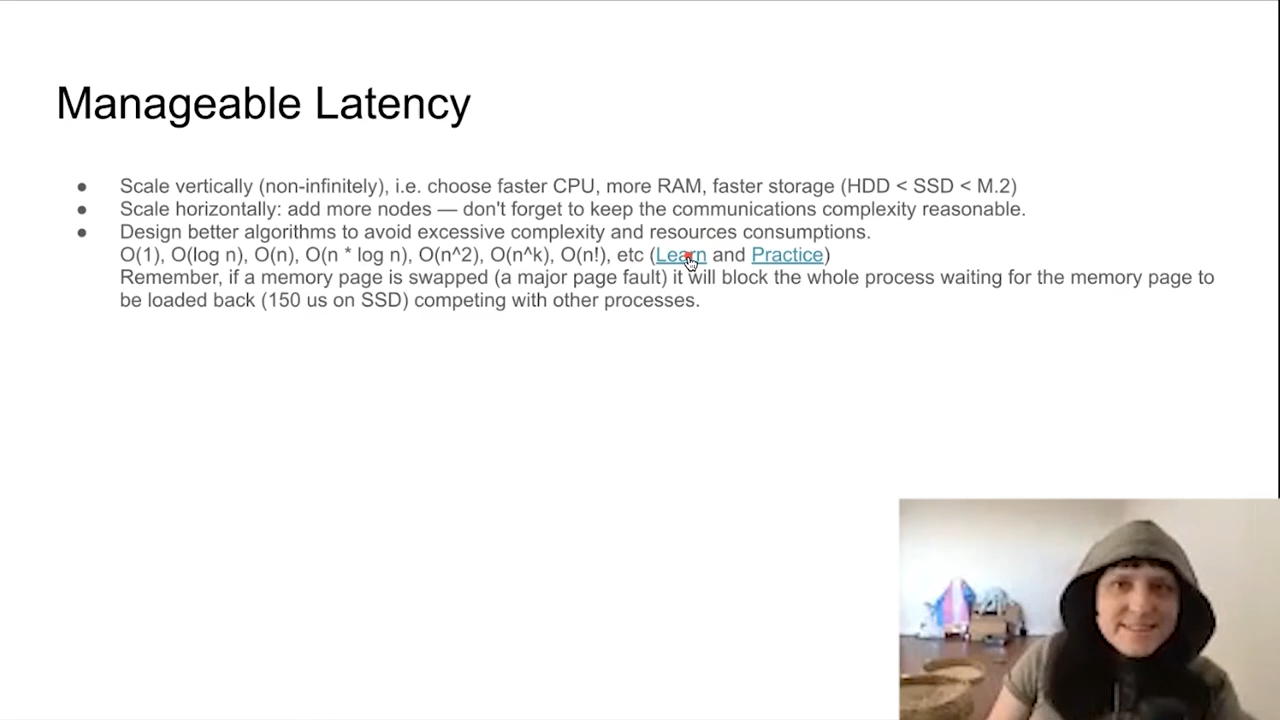 Manageable Latency
● Scale vertically (non-infinitely), i.e. choose faster CPU, more RAM, faster storage (HDD < SSD < M.2)
● Scale horizontally: add more nodes — don't forget to keep the communications complexity reasonable.
● Design better algorithms to avoid excessive complexity and resources consumptions.
O(1), O(log n), O(n), O(n * log n), O(n^2), O(n^k), O(n!), etc (Learn and Practice)
Remember, if a memory page is swapped (a major page fault) it will block the whole process waiting for the memory page to
be loaded back (150 us on SSD) competing with other processes.